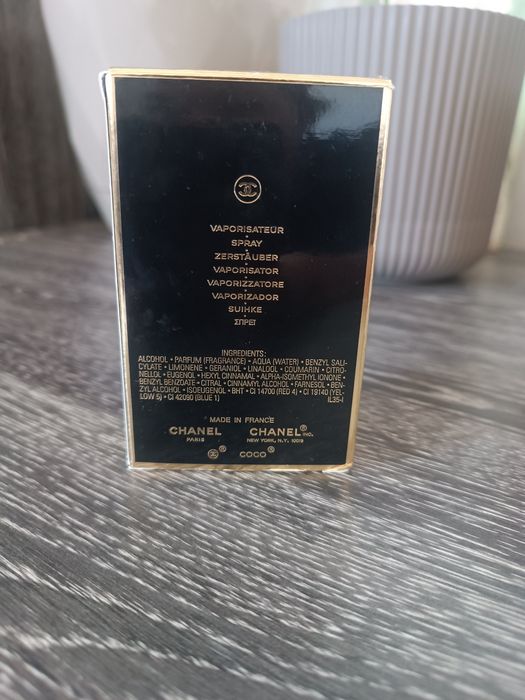 VAPORISATEUR
SPRAY
ZERSTÄUBER
VAPORISATOR
VAPORIZZATORE
VAPORIZADOR
SUIHKE
ΣΠΡΕΪ
INGREDIENTS:
ALCOHOL • PARFUM (FRAGRANCE) • AQUA (WATER) • BENZYL SALI-
CYLATE • LIMONENE • GERANIOL • LINALOOL • COUMARIN • CITRO-
NELLOL • EUGENOL • HEXYL CINNAMAL • ALPHA-ISOMETHYL IONONE •
BENZYL BENZOATE • CITRAL • CINNAMYL ALCOHOL • FARNESOL • BEN-
ZYL ALCOHOL • ISOEUGENOL • BHT • CI 14700 (RED 4) • CI 19140 (YEL-
LOW 5) • CI 42090 (BLUE 1) IL35-I
MADE IN FRANCE
CHANEL CHANEL INC.
PARIS NEW YORK, N.Y. 10019
® COCO®